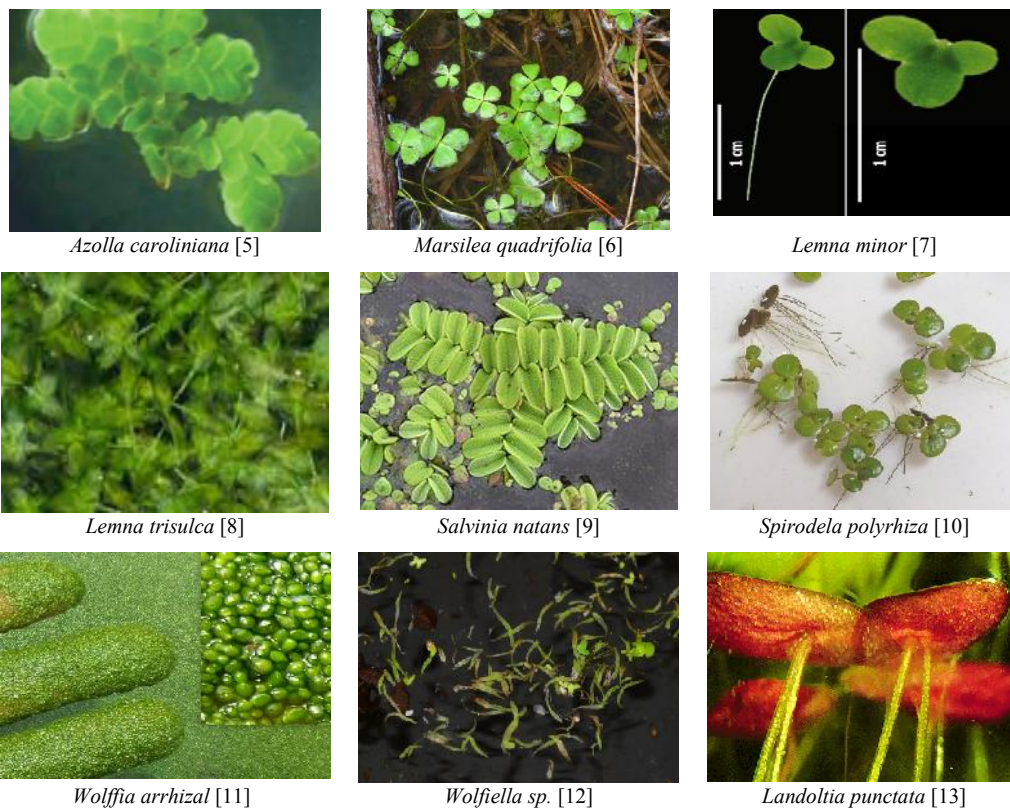 1 cm
1 cm
Azolla caroliniana [5]
Marsilea quadrifolia [6]
Lemna minor [7]
Lemna trisulca [8]
Salvinia natans [9]
Spirodela polyrhiza [10]
Wolffia arrhizal [11]
Wolfiella sp. [12]
Landoltia punctata [13]